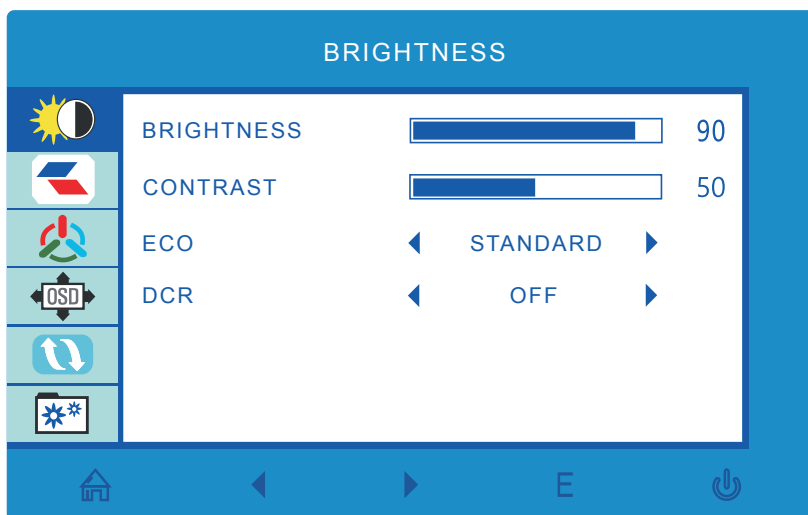 BRIGHTNESS
BRIGHTNESS 90
CONTRAST 50
ECO STANDARD
DCR OFF
OSD
E